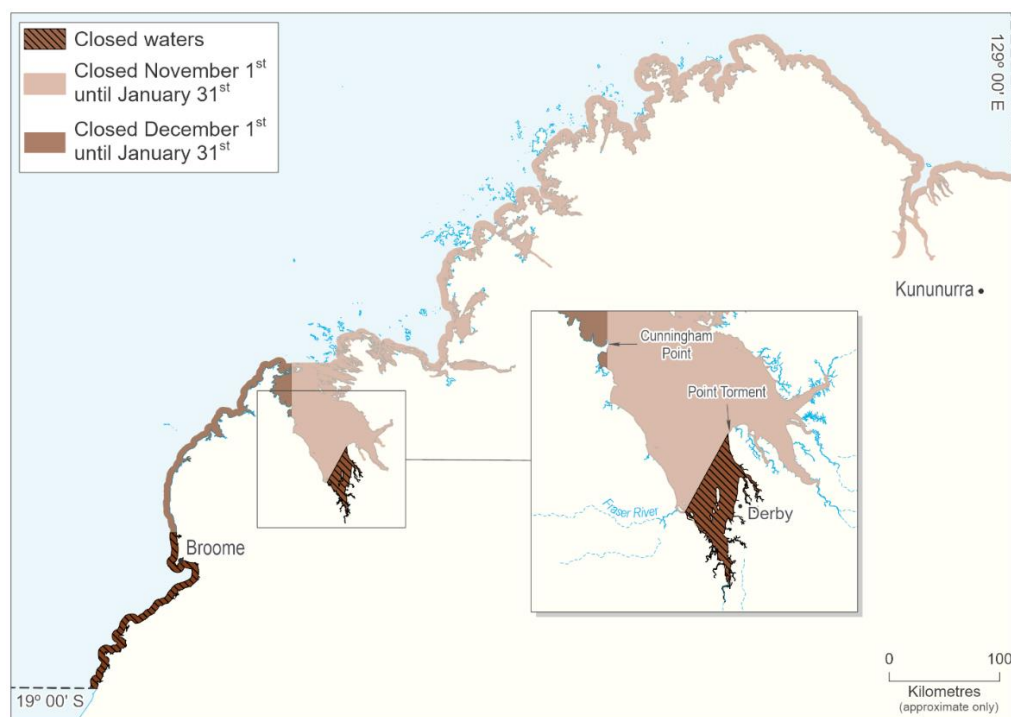 Closed waters
Closed November 1st
until January 31st
Closed December 1st
until January 31st
129° 00' E
Kununurra
Cunningham
Point
Point Torment
Fraser River
Derby
Broome
0 100
Kilometres
(approximate only)
19° 00' S